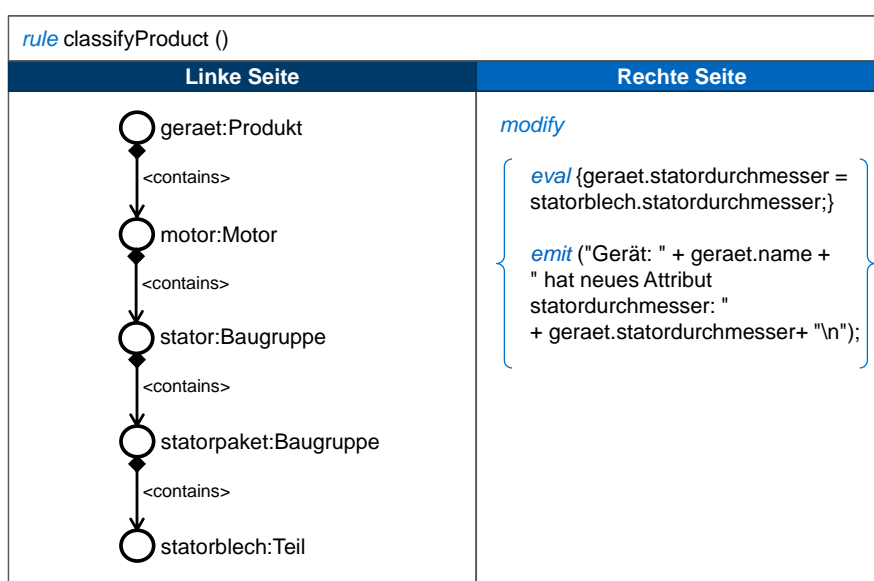 rule classifyProduct ()
Linke Seite
Rechte Seite
geraet:Produkt
<contains>
motor:Motor
<contains>
stator:Baugruppe
<contains>
statorpaket:Baugruppe
<contains>
statorblech:Teil
modify
eval {geraet.statordurchmesser =
statorblech.statordurchmesser;}
emit ("Gerät: " + geraet.name +
" hat neues Attribut
statordurchmesser: "
+ geraet.statordurchmesser+ "\n");